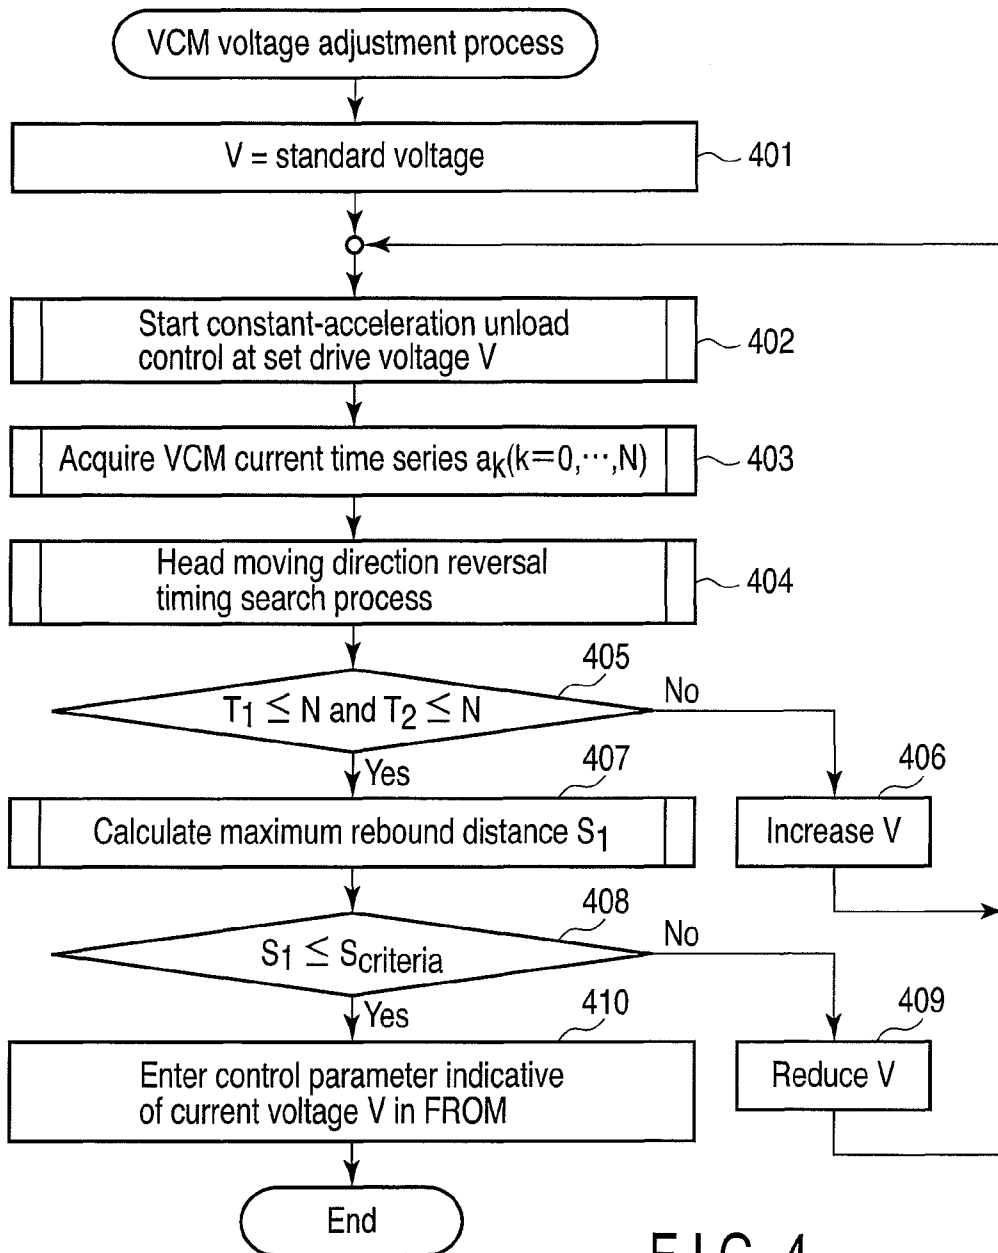 VCM voltage adjustment process
V = standard voltage
401
Start constant-acceleration unload
control at set drive voltage V
402
Acquire VCM current time series ak(k=0,⋯,N)
403
Head moving direction reversal
timing search process
404
405
T1 ≦ N and T2 ≦ N
No
Yes
407
406
Calculate maximum rebound distance S1
Increase V
408
S1 ≤ Scriteria
No
Yes
410
409
Enter control parameter indicative
of current voltage V in FROM
Reduce V
End
FIG. 4